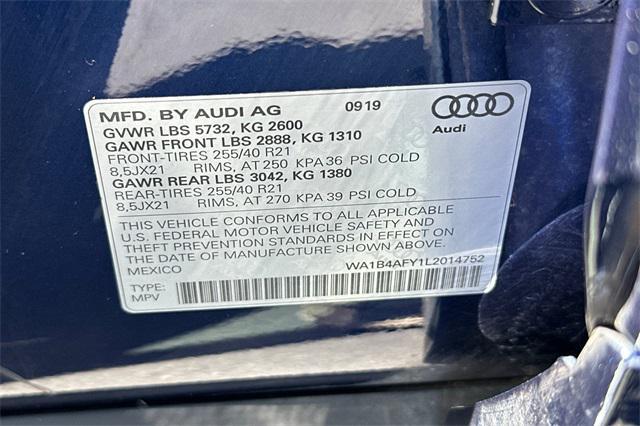 MFD. BY AUDI AG 0919
GVWR LBS 5732, KG 2600
GAWR FRONT LBS 2888, KG 1310
FRONT-TIRES 255/40 R21
8,5JX21 RIMS, AT 250 KPA 36 PSI COLD
GAWR REAR LBS 3042, KG 1380
REAR-TIRES 255/40 R21
8,5JX21 RIMS, AT 270 KPA 39 PSI COLD
Audi
THIS VEHICLE CONFORMS TO ALL APPLICABLE
U.S. FEDERAL MOTOR VEHICLE SAFETY AND
THEFT PREVENTION STANDARDS IN EFFECT ON
THE DATE OF MANUFACTURE SHOWN ABOVE.
MEXICO WA1B4AFY1L2014752
TYPE:
MPV